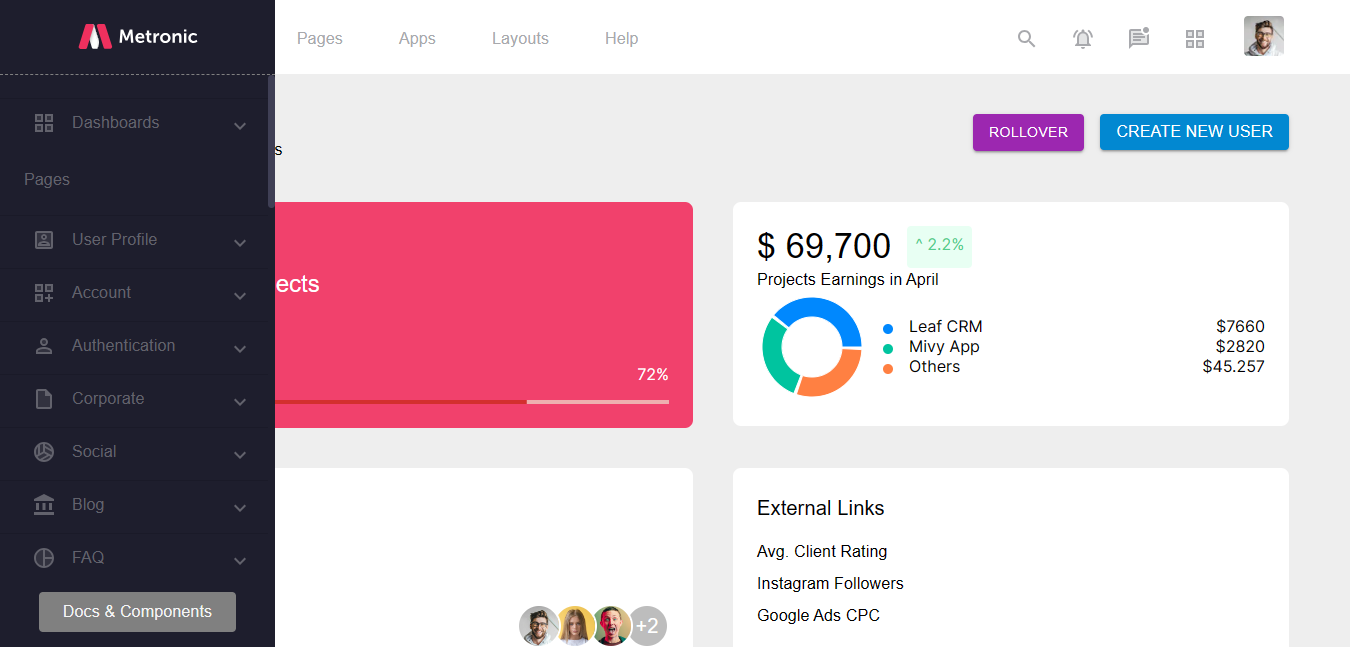 Metronic
Pages Apps Layouts Help
Dashboards
Pages
User Profile
Account
Authentication
Corporate
Social
Blog
FAQ
Docs & Components
s
ROLLOVER
CREATE NEW USER
ects
72%
$ 69,700
^ 2.2%
Projects Earnings in April
Leaf CRM $7660
Mivy App $2820
Others $45.257
+2
External Links
Avg. Client Rating
Instagram Followers
Google Ads CPC